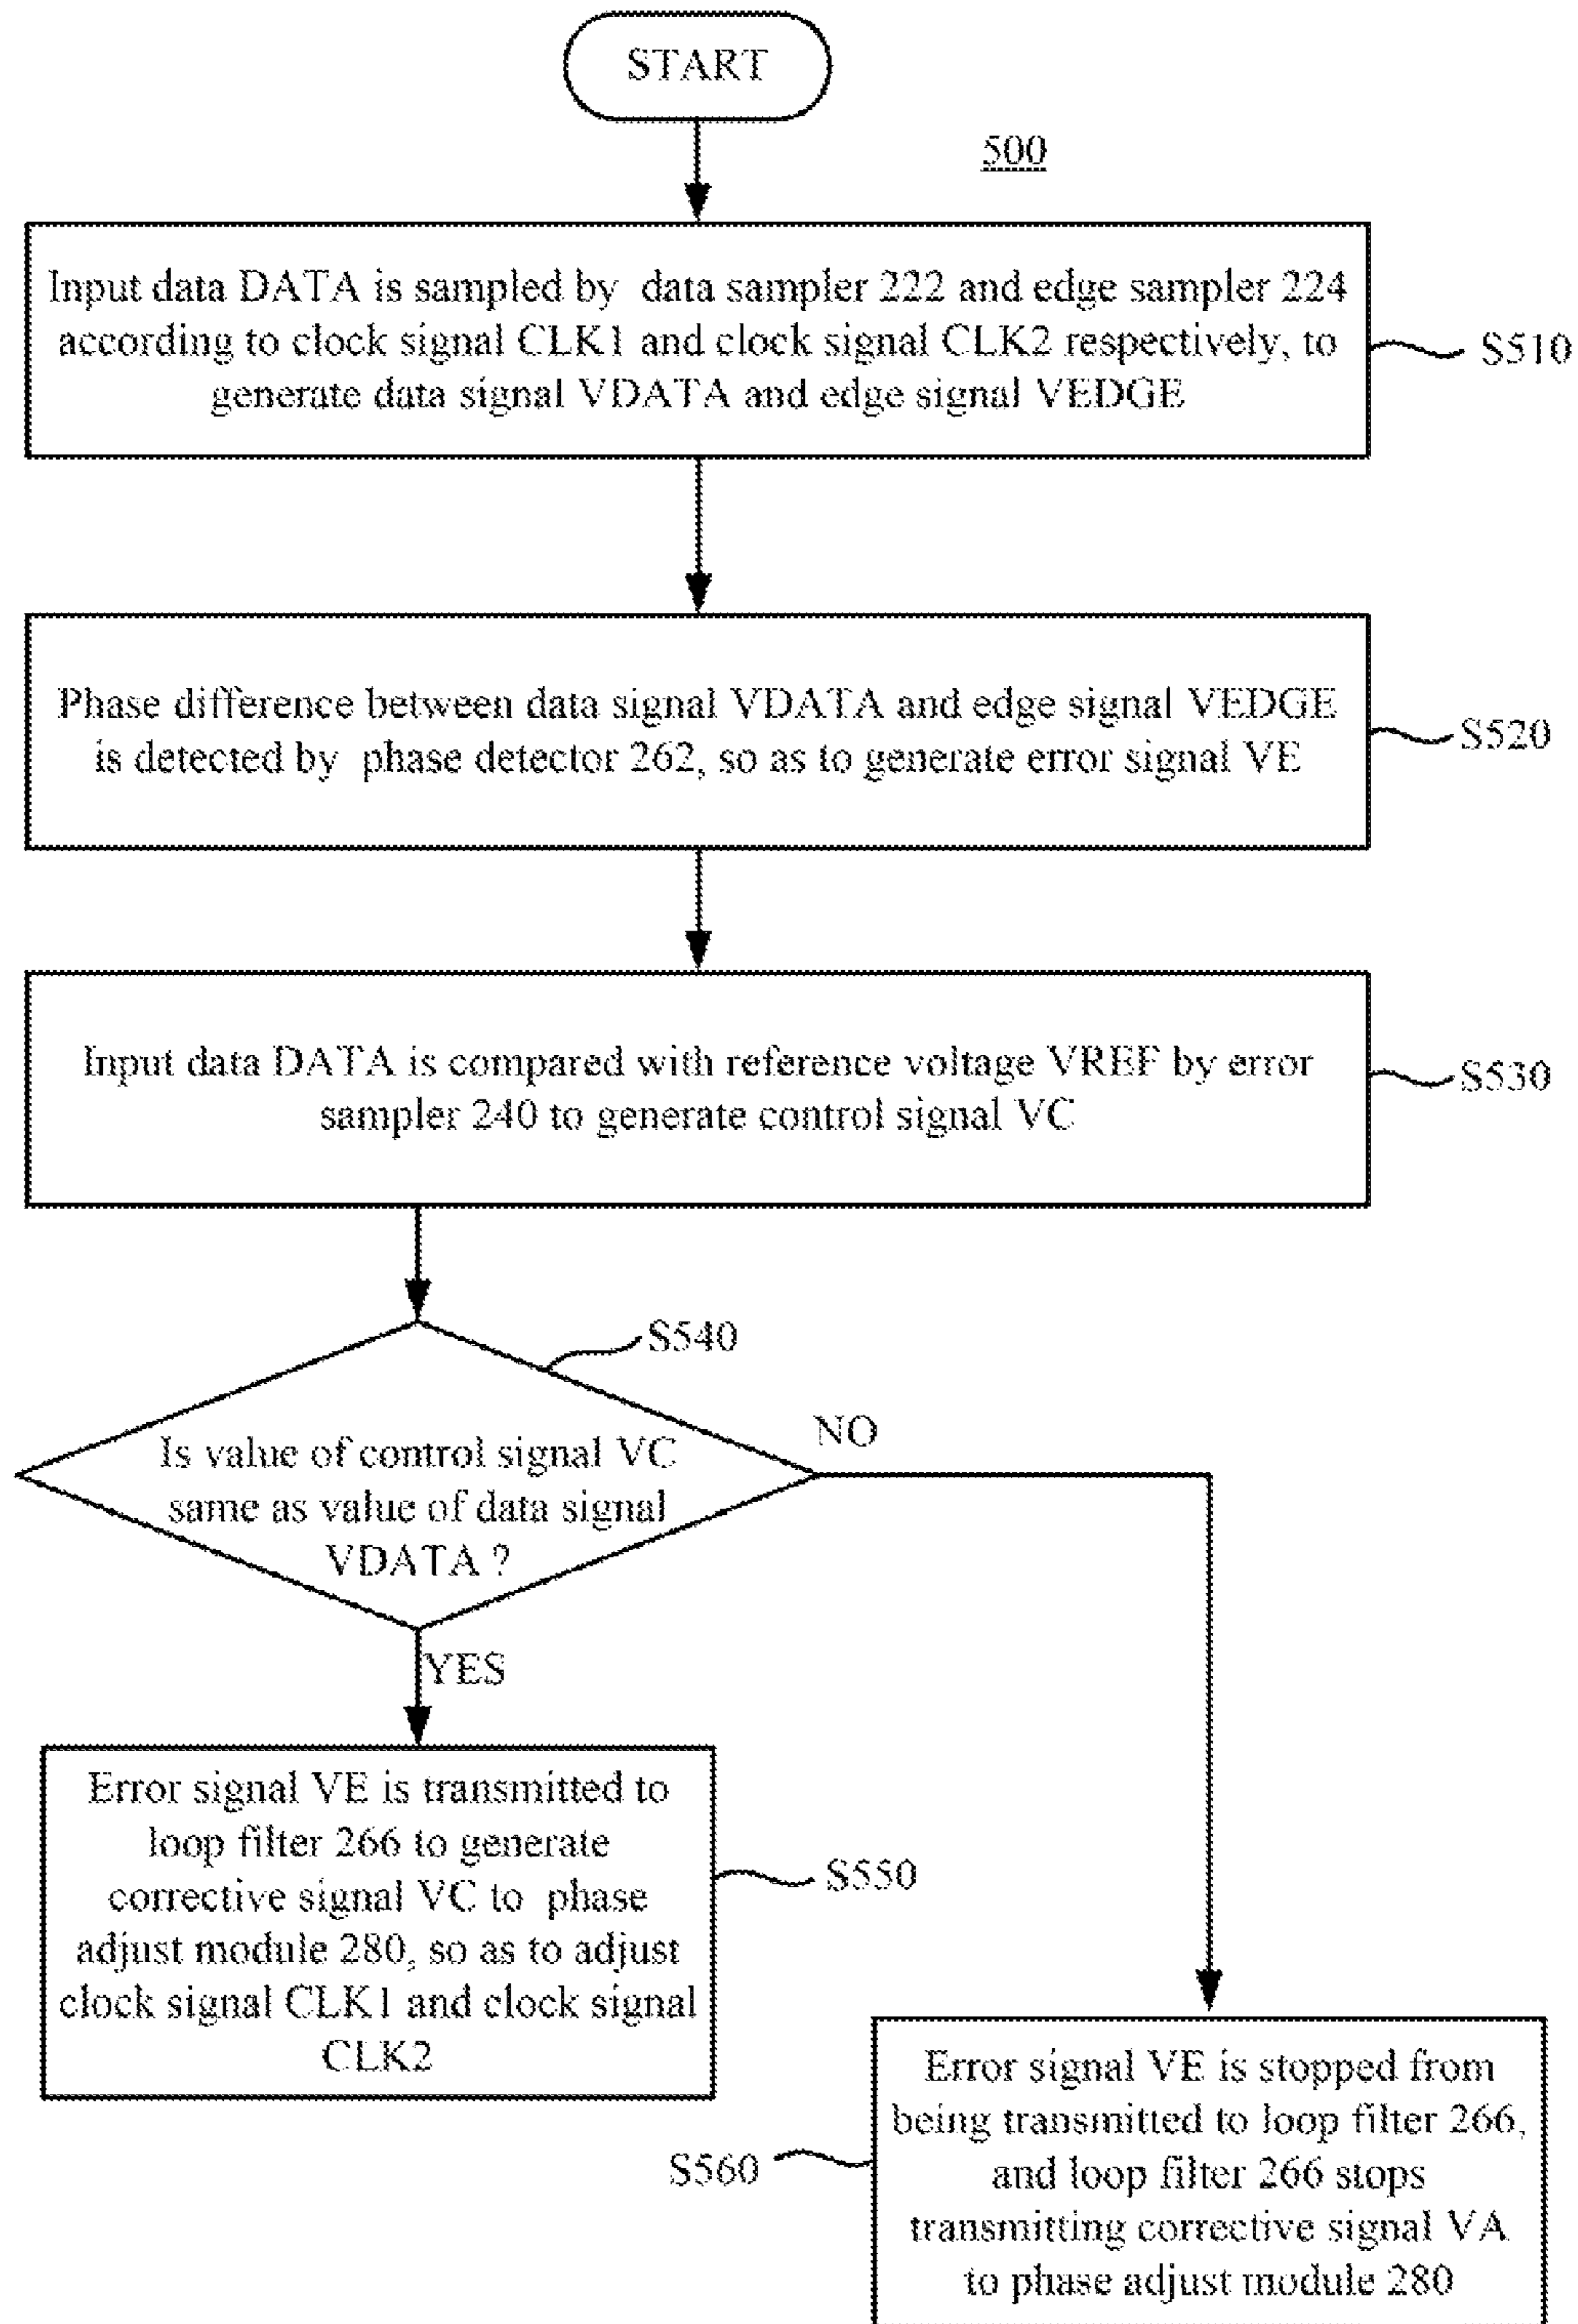 START
500
Input data DATA is sampled by data sampler 222 and edge sampler 224
according to clock signal CLK1 and clock signal CLK2 respectively, to
generate data signal VDATA and edge signal VEDGE
S510
Phase difference between data signal VDATA and edge signal VEDGE
is detected by phase detector 262, so as to generate error signal VE
S520
Input data DATA is compared with reference voltage VREF by error
sampler 240 to generate control signal VC
S530
S540
Is value of control signal VC
same as value of data signal
VDATA ?
NO
YES
Error signal VE is transmitted to
loop filter 266 to generate
corrective signal VC to phase
adjust module 280, so as to adjust
clock signal CLK1 and clock signal
CLK2
S550
Error signal VE is stopped from
being transmitted to loop filter 266,
and loop filter 266 stops
transmitting corrective signal VA
to phase adjust module 280
S560